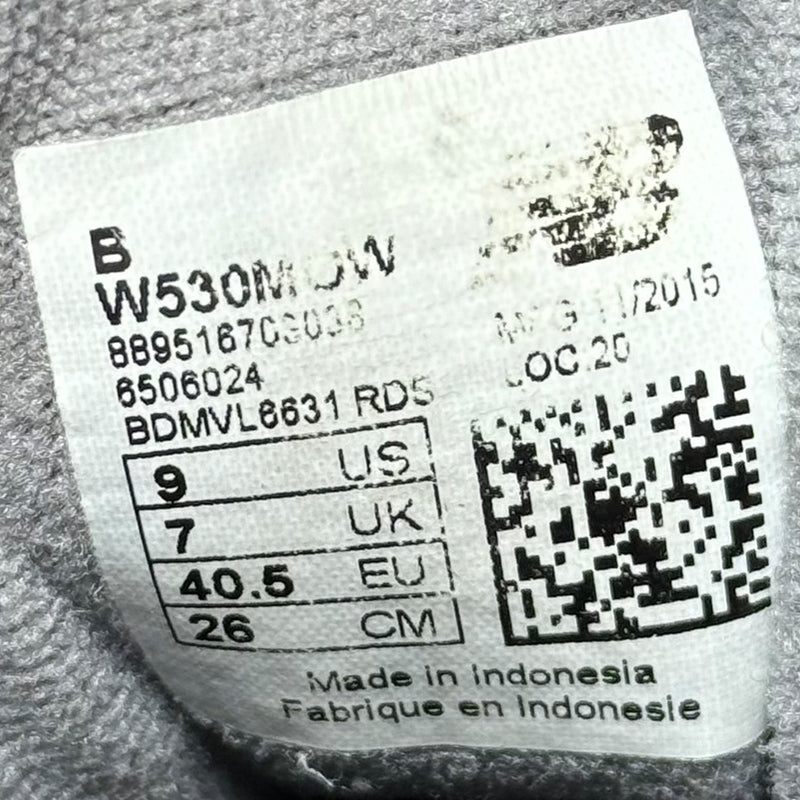 B
6506024
BDMVL6631 RDS
9 US
7 UK
40.5 EU
26 CM
LOC.20
Made in Indonesia
Fabrique en Indonesie